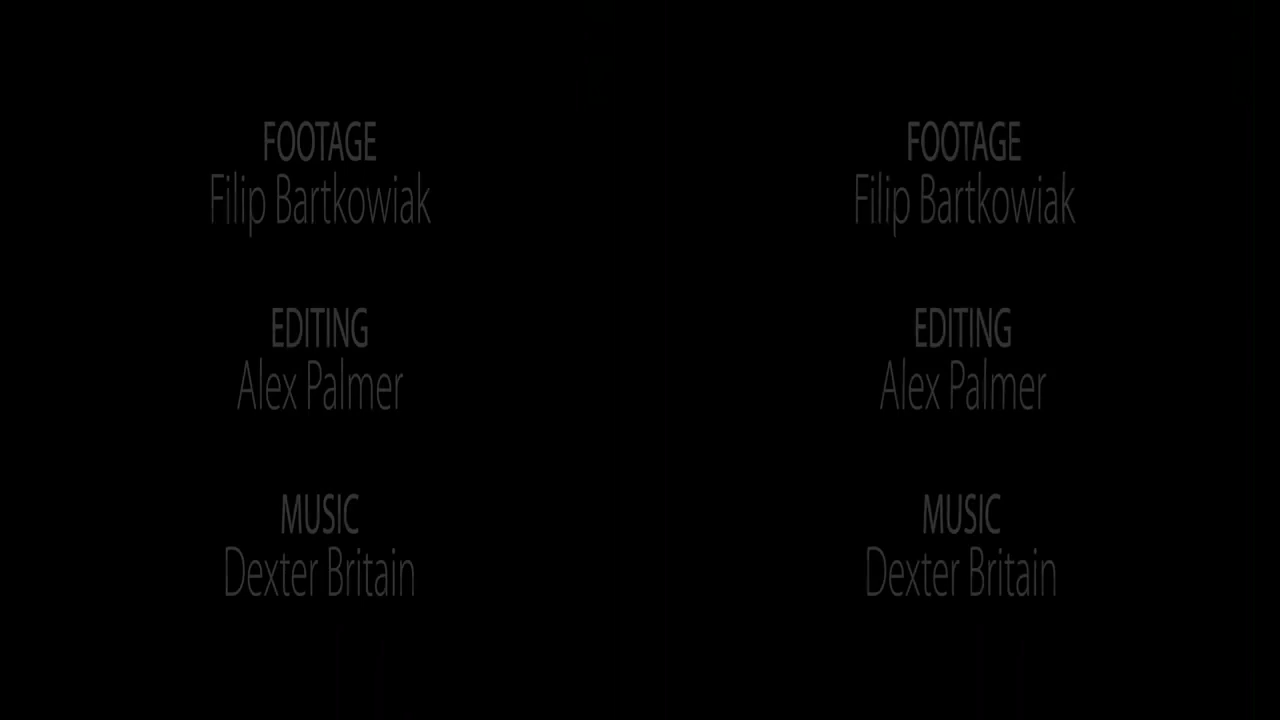 FOOTAGE
Filip Bartkowiak
EDITING
Alex Palmer
MUSIC
Dexter Britain
FOOTAGE
Filip Bartkowiak
EDITING
Alex Palmer
MUSIC
Dexter Britain